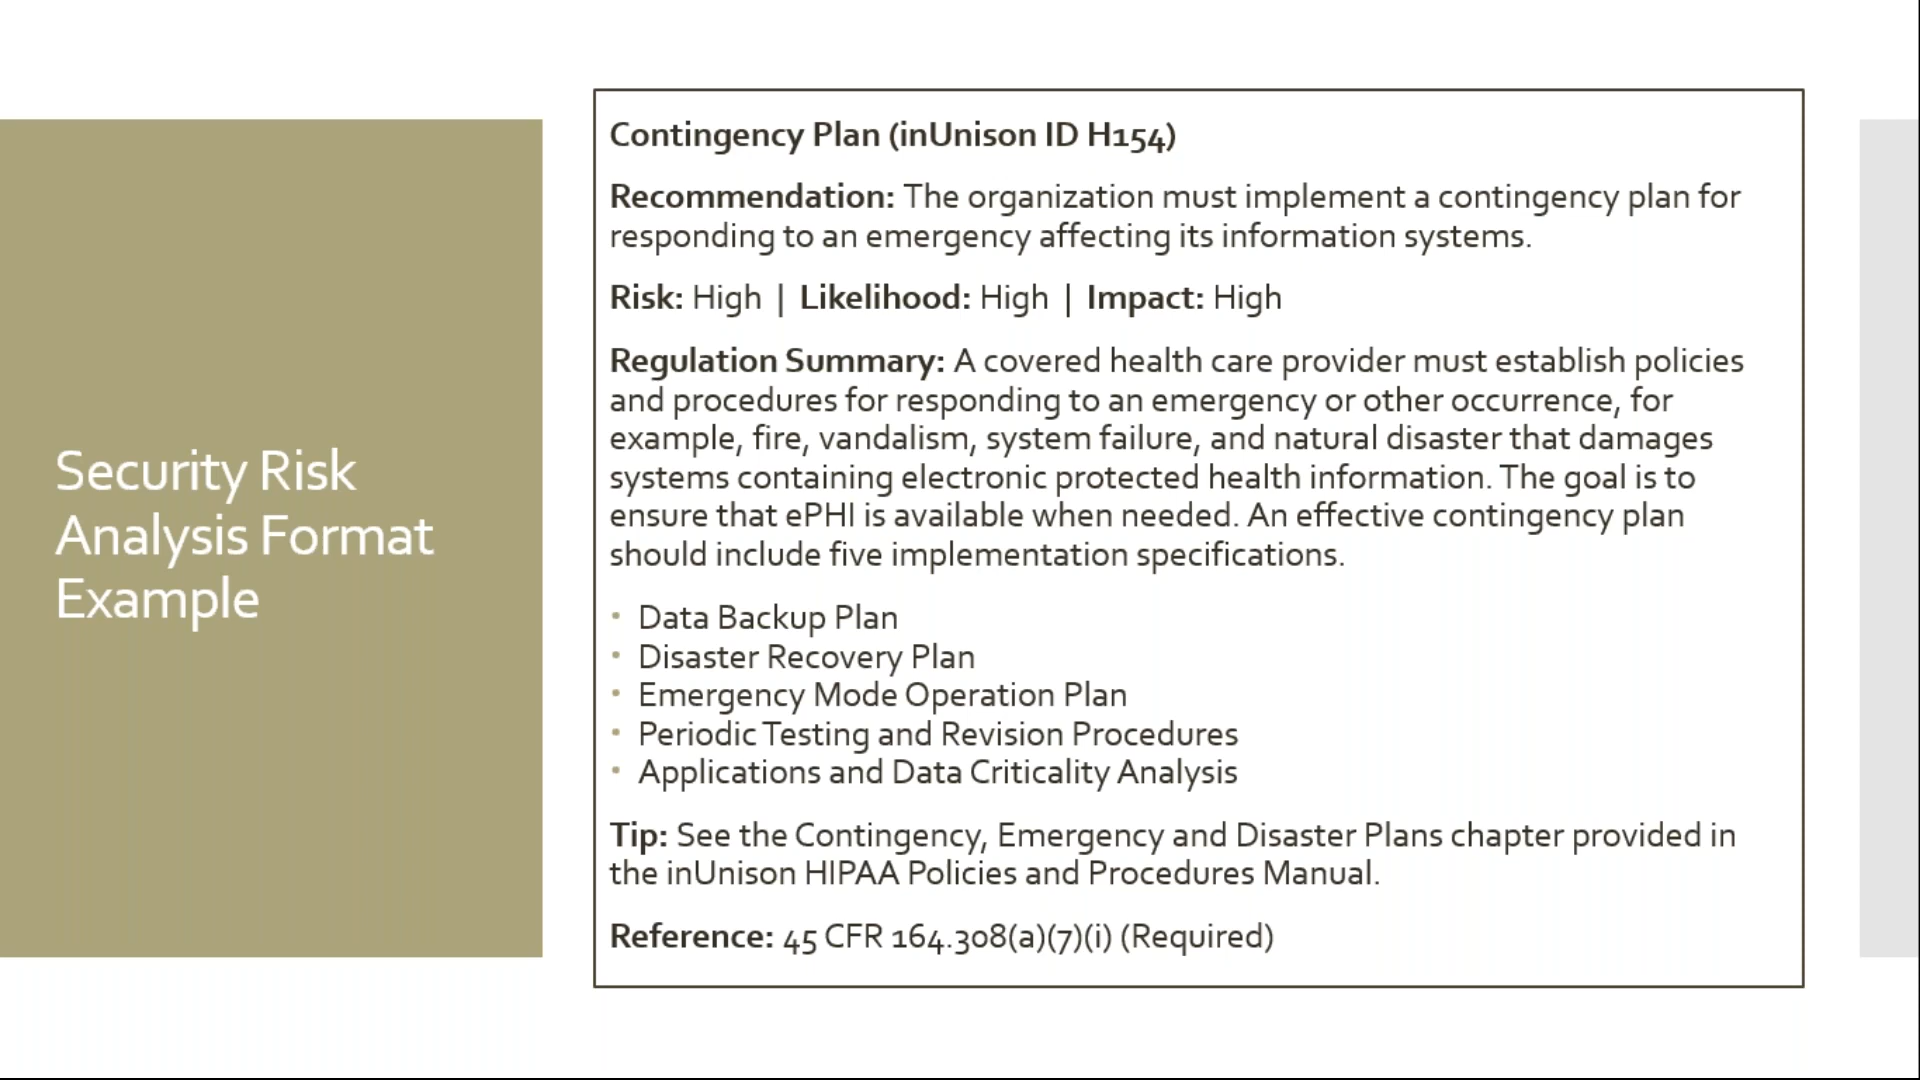 Security Risk
Analysis Format
Example
Contingency Plan (inUnison ID H154)
Recommendation: The organization must implement a contingency plan for
responding to an emergency affecting its information systems.
Risk: High | Likelihood: High | Impact: High
Regulation Summary: A covered health care provider must establish policies
and procedures for responding to an emergency or other occurrence, for
example, fire, vandalism, system failure, and natural disaster that damages
systems containing electronic protected health information. The goal is to
ensure that ePHI is available when needed. An effective contingency plan
should include five implementation specifications.
• Data Backup Plan
• Disaster Recovery Plan
• Emergency Mode Operation Plan
• Periodic Testing and Revision Procedures
• Applications and Data Criticality Analysis
Tip: See the Contingency, Emergency and Disaster Plans chapter provided in
the inUnison HIPAA Policies and Procedures Manual.
Reference: 45 CFR 164.308(a)(7)(i) (Required)